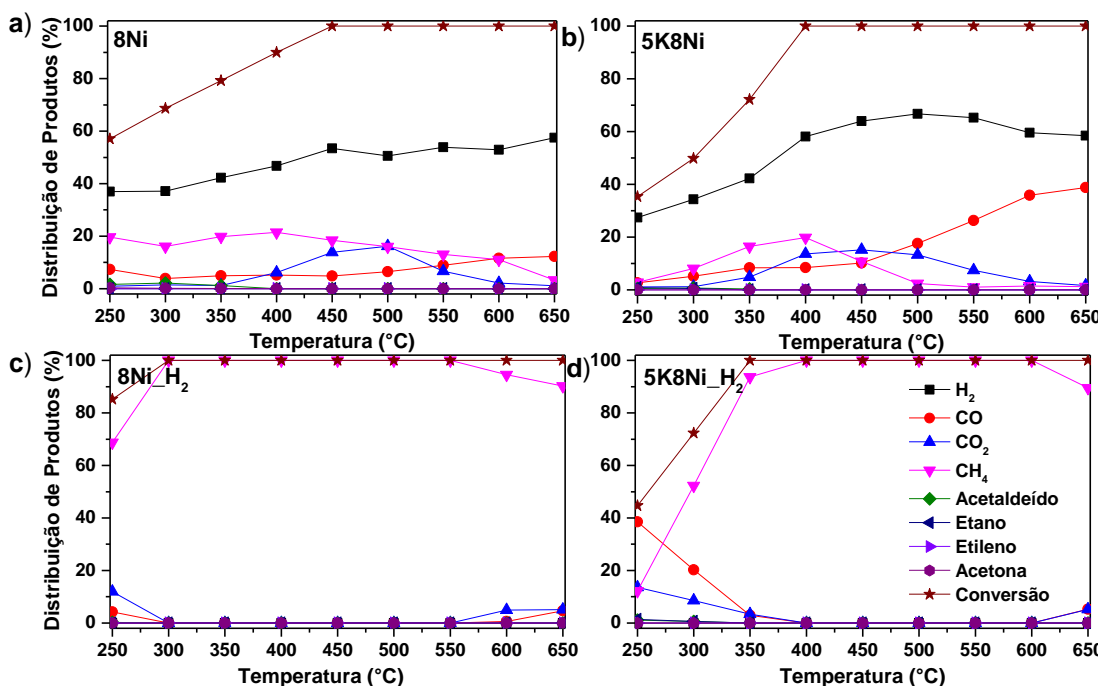 a) 8Ni
b) 5K8Ni
Distribuição de Produtos (%)
100
80
60
40
20
0
250 300 350 400 450 500 550 600 650
Temperatura (°C)
100
80
60
40
20
0
250 300 350 400 450 500 550 600 650
Temperatura (°C)
c) 8Ni_H₂
d) 5K8Ni_H₂
Distribuição de Produtos (%)
100
80
60
40
20
0
250 300 350 400 450 500 550 600 650
Temperatura (°C)
100
80
60
40
20
0
H₂
CO
CO₂
CH₄
Acetaldeído
Etano
Etileno
Acetona
Conversão
250 300 350 400 450 500 550 600 650
Temperatura (°C)